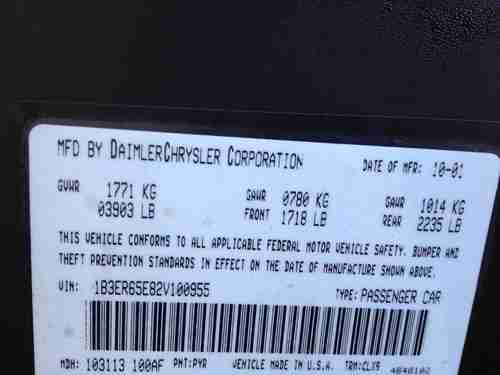 MFD BY DAIMLERCHRYSLER CORPORATION DATE OF MFR: 10-01
GVWR 1771 KG GAWR 0780 KG GAWR 1014 KG
03903 LB FRONT 1718 LB REAR 2235 LB
THIS VEHICLE CONFORMS TO ALL APPLICABLE FEDERAL MOTOR VEHICLE SAFETY, BUMPER AND
THEFT PREVENTION STANDARDS IN EFFECT ON THE DATE OF MANUFACTURE SHOWN ABOVE.
VIN: 1B3ER65E82V100955 TYPE: PASSENGER CAR
MDH: 103113 100AF PNT:PYR VEHICLE MADE IN U.S.A. TRM:CLX9 4640102